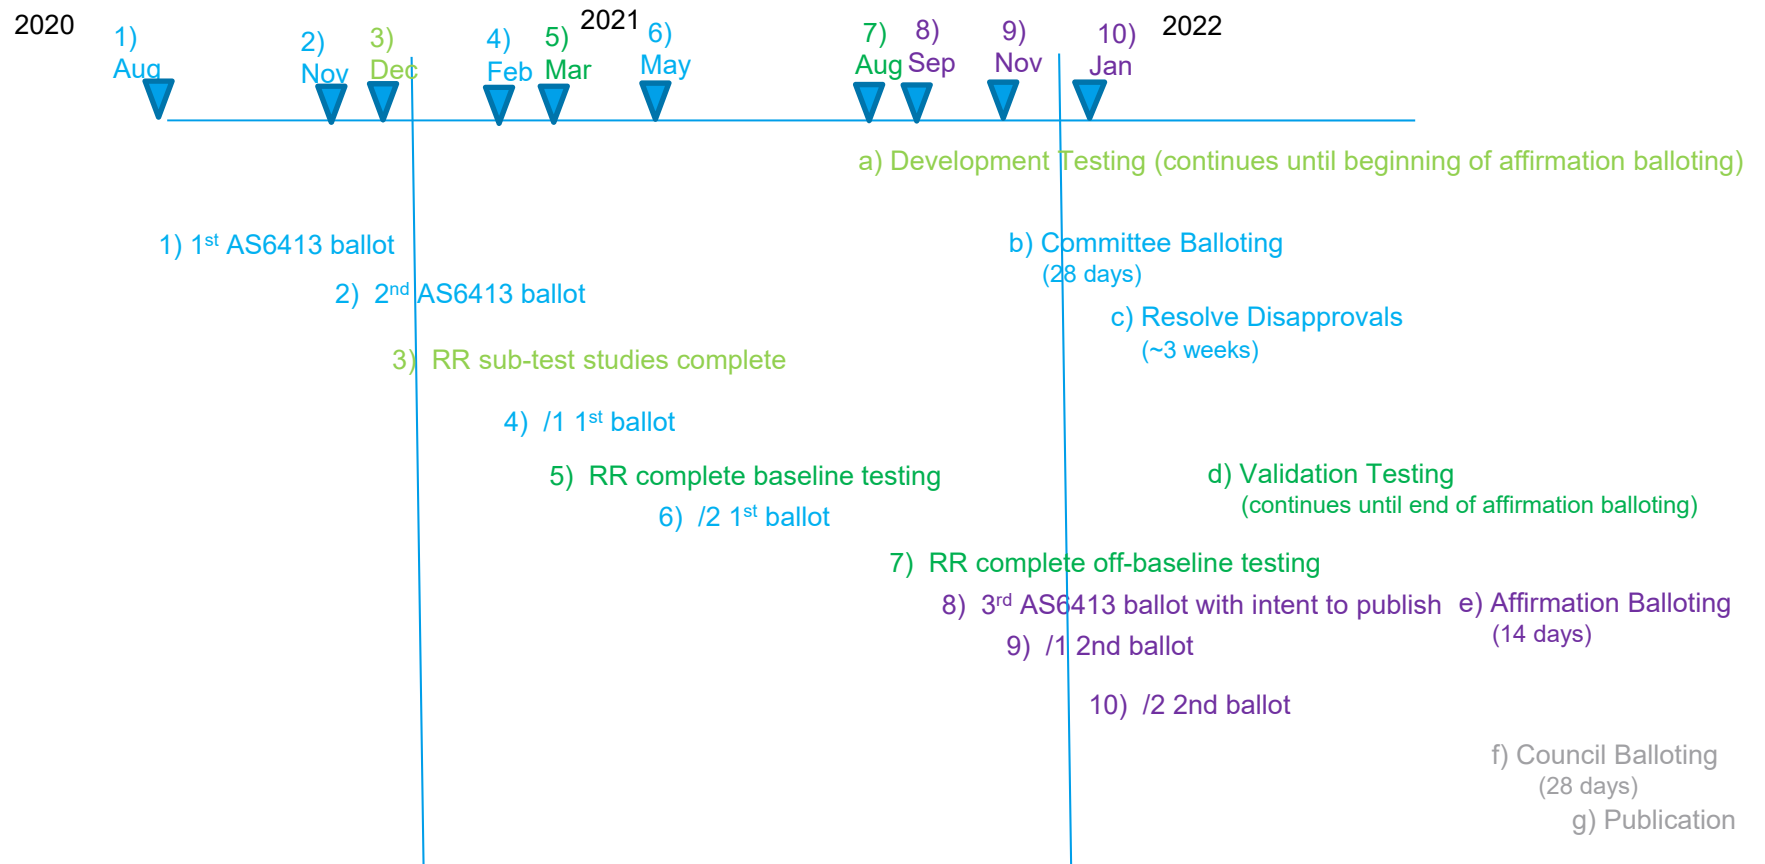 2020
2021
2022
1)
Aug
2)
Nov
3)
Dec
4)
Feb
5)
Mar
6)
May
7)
Aug
8)
Sep
9)
Nov
10)
Jan
a) Development Testing (continues until beginning of affirmation balloting)
1) 1st AS6413 ballot
b) Committee Balloting
(28 days)
2) 2nd AS6413 ballot
c) Resolve Disapprovals
(~3 weeks)
3) RR sub-test studies complete
4) /1 1st ballot
5) RR complete baseline testing
d) Validation Testing
(continues until end of affirmation balloting)
6) /2 1st ballot
7) RR complete off-baseline testing
8) 3rd AS6413 ballot with intent to publish
e) Affirmation Balloting
(14 days)
9) /1 2nd ballot
10) /2 2nd ballot
f) Council Balloting
(28 days)
g) Publication